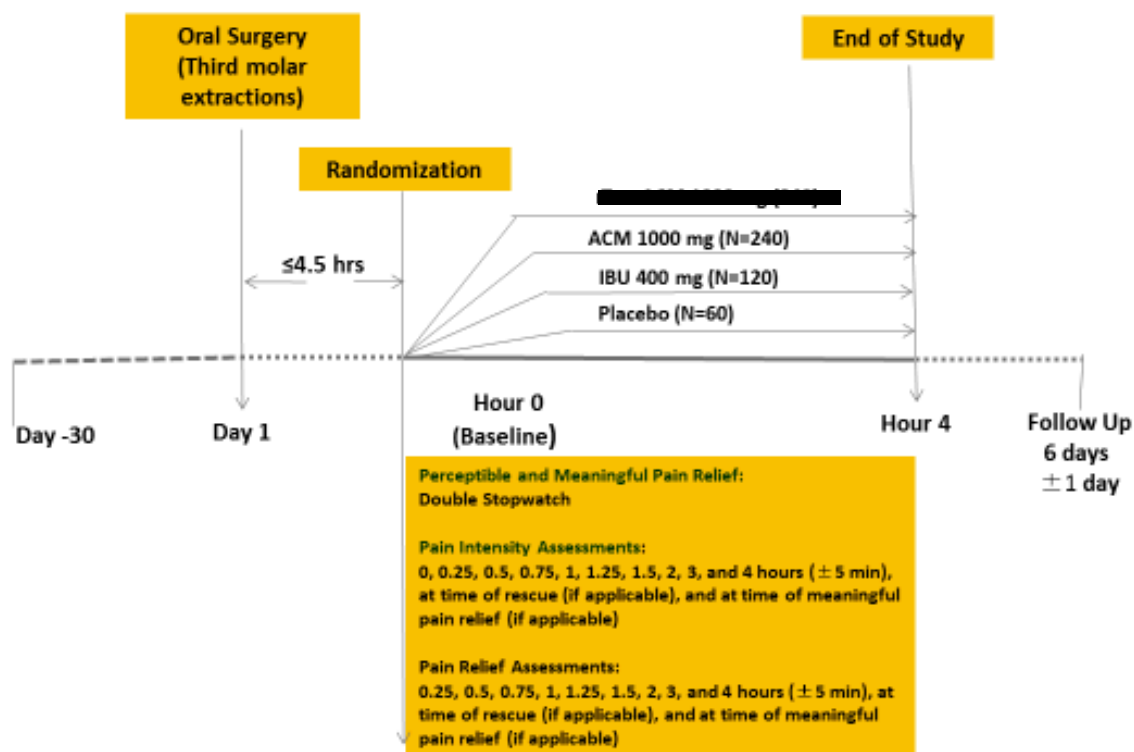 Oral Surgery
(Third molar
extractions)
End of Study
Randomization
ACM 1000 mg (N=240)
≤4.5 hrs
IBU 400 mg (N=120)
Placebo (N=60)
Day -30
Day 1
Hour 0
(Baseline)
Hour 4
Follow Up
6 days
±1 day
Perceptible and Meaningful Pain Relief:
Double Stopwatch
Pain Intensity Assessments:
0, 0.25, 0.5, 0.75, 1, 1.25, 1.5, 2, 3, and 4 hours (±5 min),
at time of rescue (if applicable), and at time of meaningful
pain relief (if applicable)
Pain Relief Assessments:
0.25, 0.5, 0.75, 1, 1.25, 1.5, 2, 3, and 4 hours (±5 min), at
time of rescue (if applicable), and at time of meaningful
pain relief (if applicable)